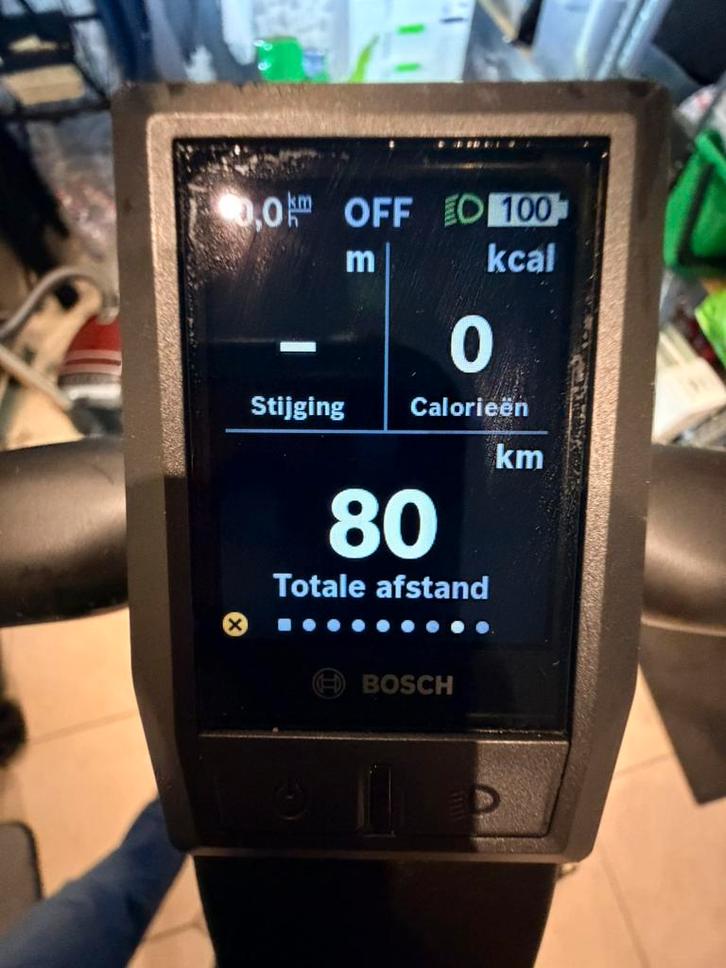 0,0 km/h OFF 100
m kcal
– 0
Stijging Calorieën
km
80
Totale afstand
BOSCH